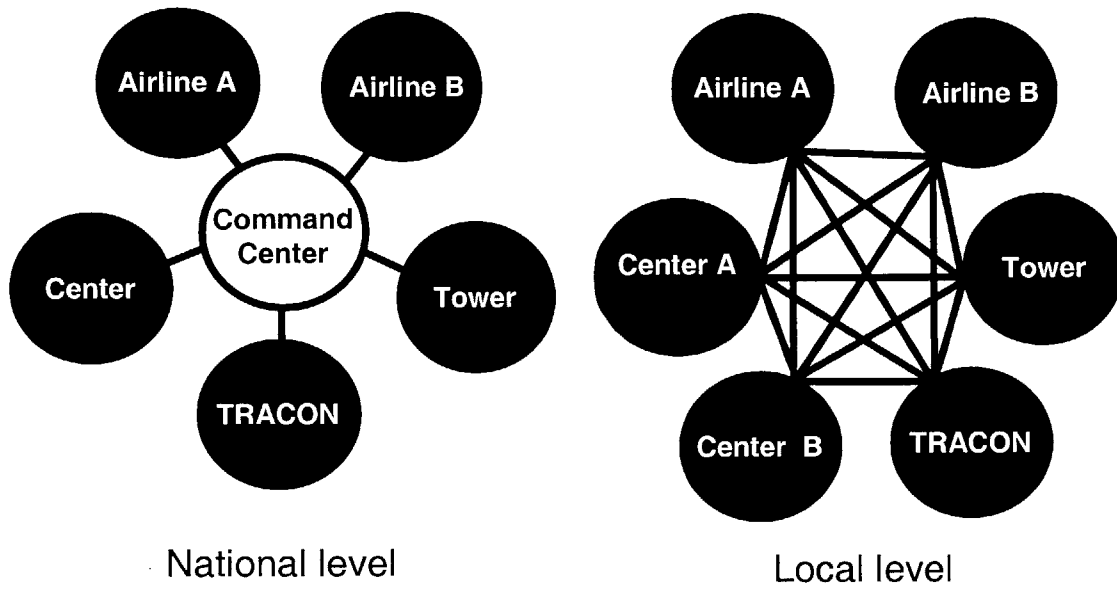 Airline A
Airline B
Command
Center
Center
Tower
TRACON
National level
Airline A
Airline B
Center A
Tower
Center B
TRACON
Local level